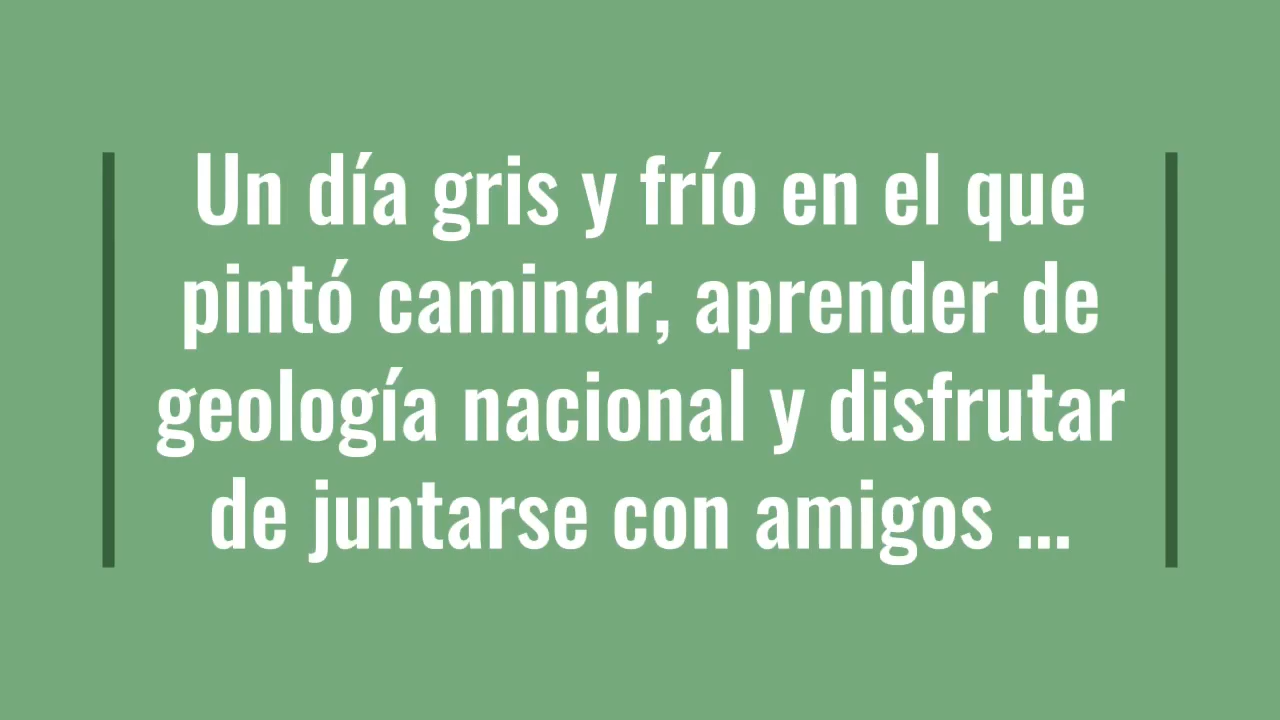 Un día gris y frío en el que
pintó caminar, aprender de
geología nacional y disfrutar
de juntarse con amigos ...